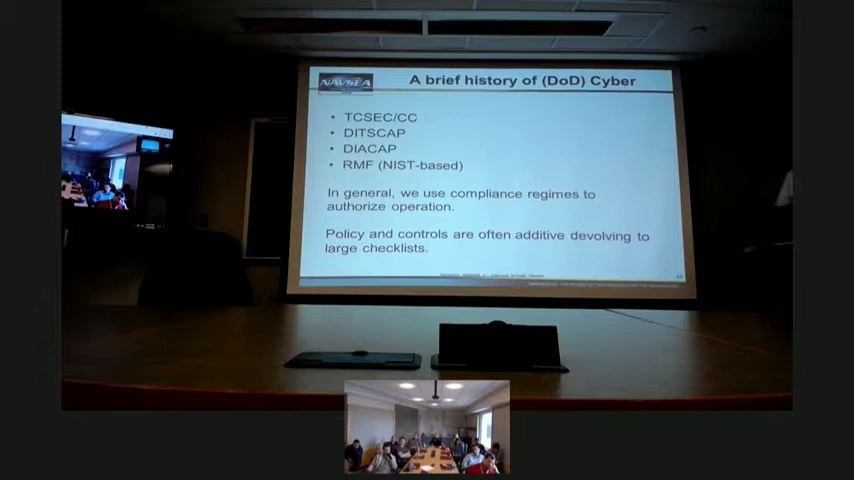 NAVSEA
A brief history of (DoD) Cyber
• TCSEC/CC
• DITSCAP
• DIACAP
• RMF (NIST-based)
In general, we use compliance regimes to
authorize operation.
Policy and controls are often additive devolving to
large checklists.